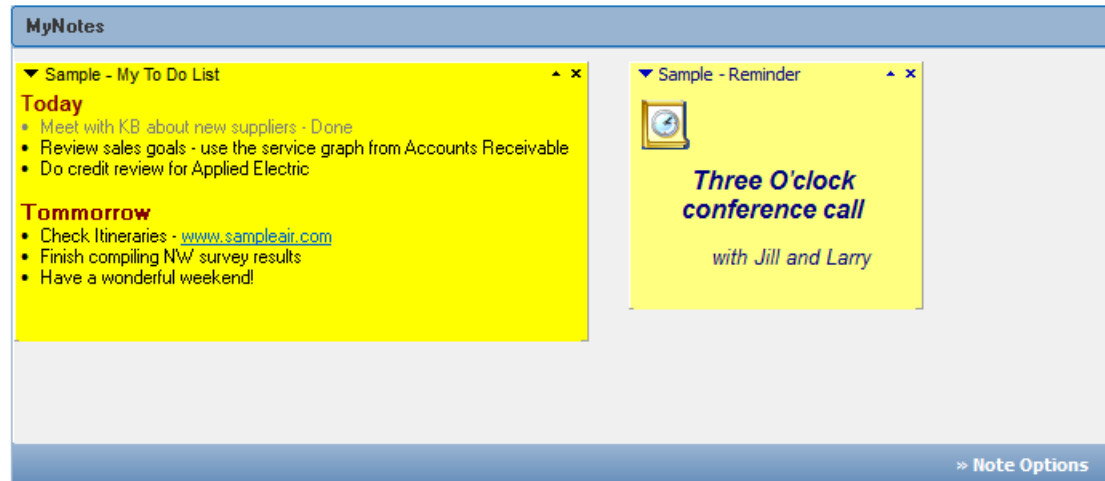 MyNotes
Sample - My To Do List
Today
• Meet with KB about new suppliers - Done
• Review sales goals - use the service graph from Accounts Receivable
• Do credit review for Applied Electric
Tommorrow
• Check Itineraries - www.sampleair.com
• Finish compiling NW survey results
• Have a wonderful weekend!
Sample - Reminder
Three O'clock
conference call
with Jill and Larry
» Note Options